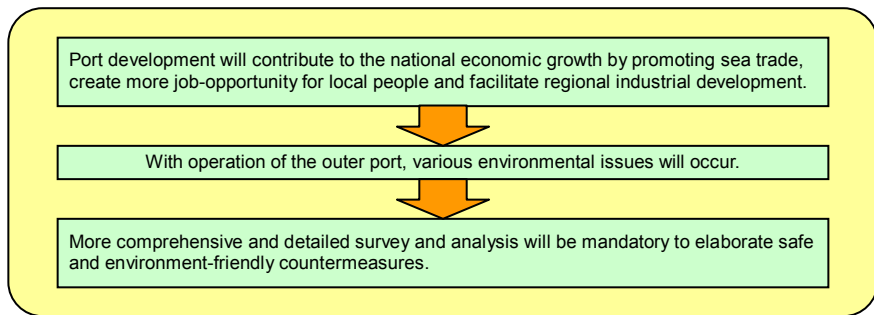 Port development will contribute to the national economic growth by promoting sea trade,
create more job-opportunity for local people and facilitate regional industrial development.
With operation of the outer port, various environmental issues will occur.
More comprehensive and detailed survey and analysis will be mandatory to elaborate safe
and environment-friendly countermeasures.